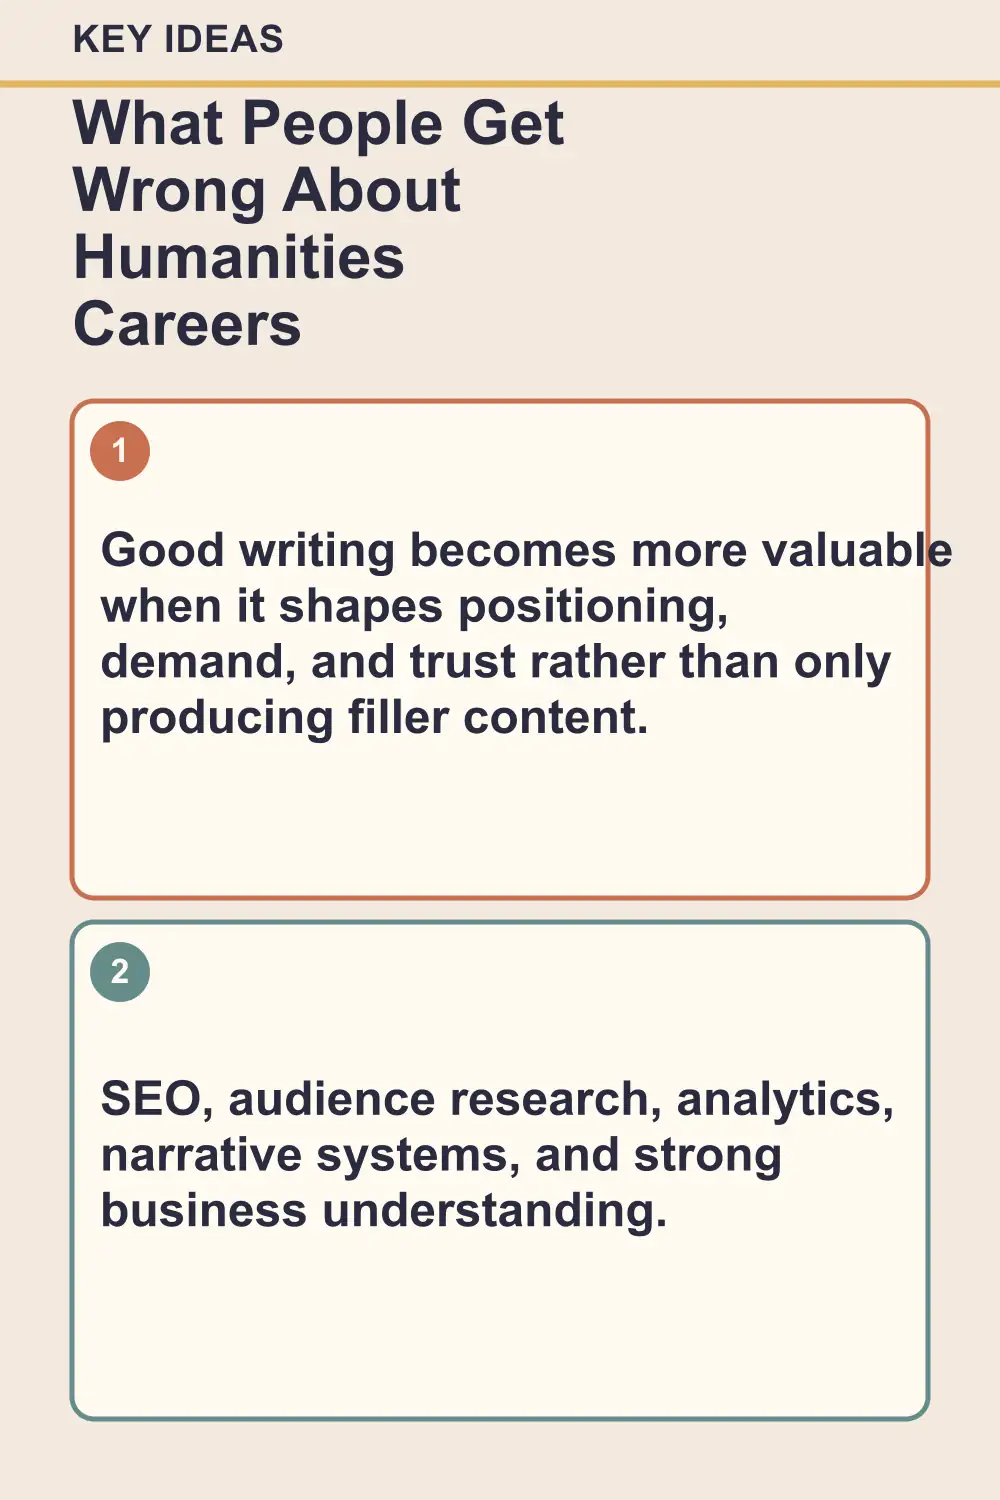 KEY IDEAS
What People Get
Wrong About
Humanities
Careers
1
Good writing becomes more valuable
when it shapes positioning,
demand, and trust rather than only
producing filler content.
2
SEO, audience research, analytics,
narrative systems, and strong
business understanding.